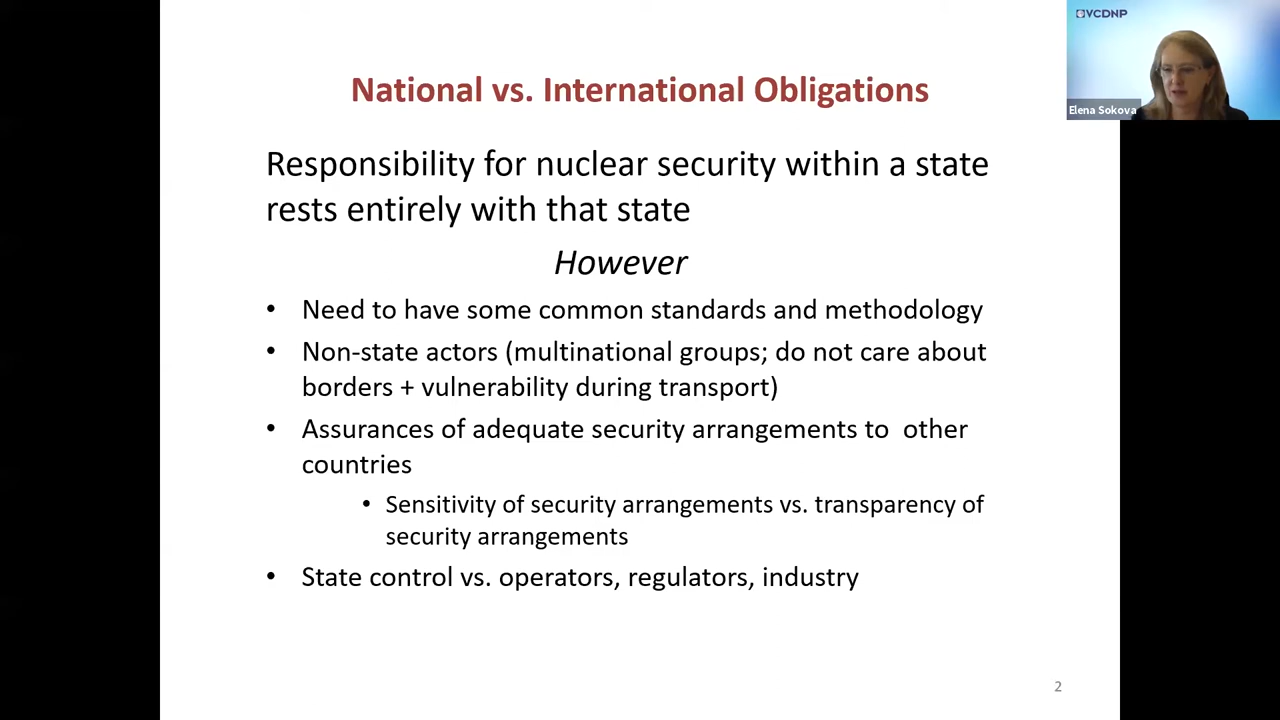 VCDNP
Elena Sokova
National vs. International Obligations
Responsibility for nuclear security within a state
rests entirely with that state
However
• Need to have some common standards and methodology
• Non-state actors (multinational groups; do not care about
borders + vulnerability during transport)
• Assurances of adequate security arrangements to  other
countries
• Sensitivity of security arrangements vs. transparency of
security arrangements
• State control vs. operators, regulators, industry
2